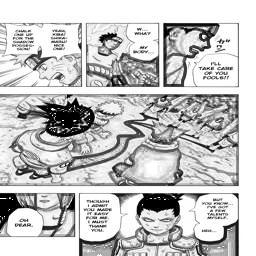 CHALK
ONE UP
FOR THE
SHADOW
POSSES-
SION!
YEAH,
KIBA!
SHIKA-
MARU!
NICE
ONE!
W...
WHAT?
MY
BODY...
I'LL
TAKE CARE
OF YOU
FOOLS!!
OH
DEAR.
THOUGH
I ADMIT
YOU MADE
IT EASY
FOR ME.
I MUST
THANK
YOU.
BUT
YOU KNOW...
I'VE GOT
A FEW
TALENTS
MYSELF.
HEH...